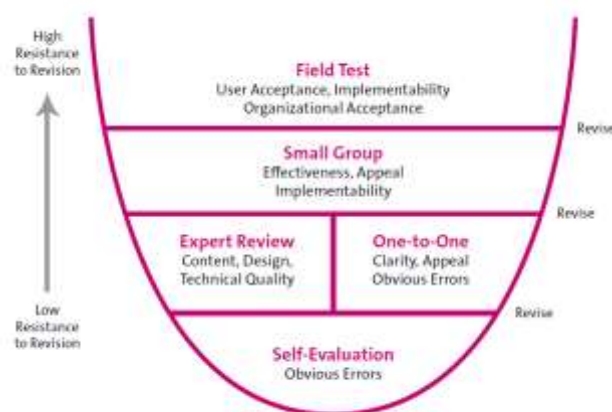 High
Resistance
to Revision
Field Test
User Acceptance, Implementability
Organizational Acceptance
Revise
Small Group
Effectiveness, Appeal
Implementability
Revise
Expert Review
Content, Design,
Technical Quality
One-to-One
Clarity, Appeal
Obvious Errors
Low
Resistance
to Revision
Revise
Self-Evaluation
Obvious Errors